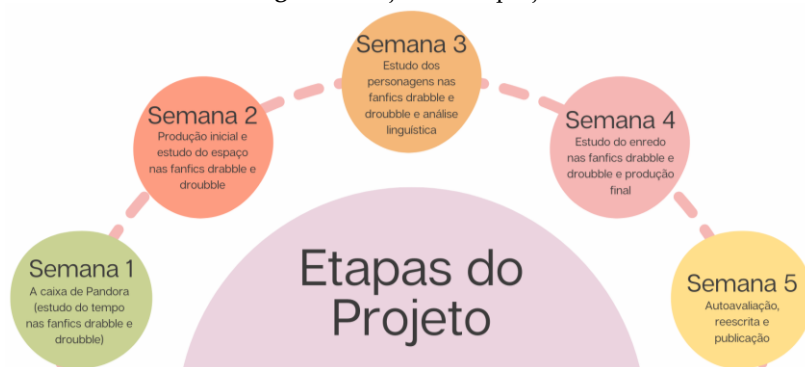 Semana 3
Estudo dos
personagens nas
fanfics drabble e
droubble e análise
linguística
Semana 2
Produção inicial e
estudo do espaço
nas fanfics drabble e
droubble
Semana 4
Estudo do enredo
nas fanfics drabble e
droubble e produção
final
Semana 1
A caixa de Pandora
(estudo do tempo
nas fanfics drabble e
droubble)
Etapas do
Projeto
Semana 5
Autoavaliação,
reescrita e
publicação